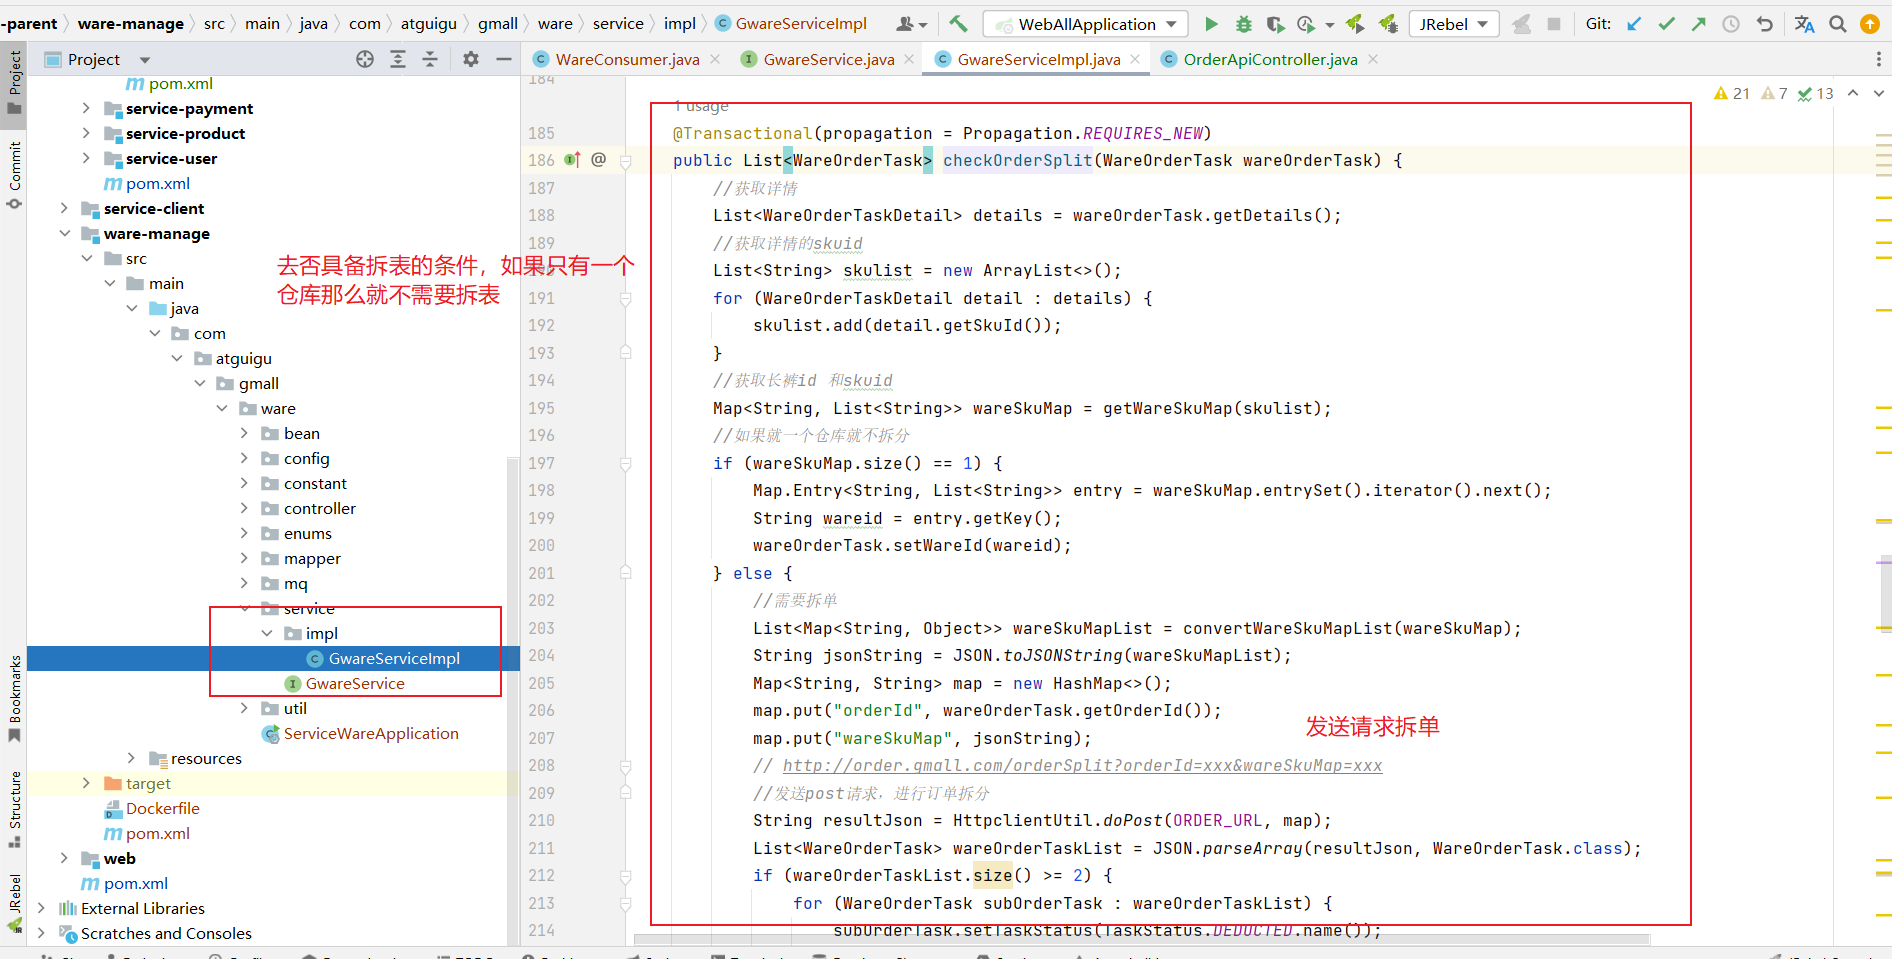 -parent ware-manage src main java com atguigu gmall ware service impl GwareServiceImpl WebAllApplication JRebel Git:
Project WareConsumer.java GwareService.java GwareServiceImpl.java OrderApiController.java
Project
Commit
Bookmarks
Structure
JRebel
pom.xml
service-payment
service-product
service-user
pom.xml
service-client
ware-manage
src
main
java
com
atguigu
gmall
ware
bean
config
constant
controller
enums
mapper
mq
service
impl
GwareServiceImpl
GwareService
util
ServiceWareApplication
resources
target
Dockerfile
pom.xml
web
pom.xml
External Libraries
Scratches and Consoles
去否具备拆表的条件，如果只有一个
仓库那么就不需要拆表
21 7 13
184
1 usage
185 @Transactional(propagation = Propagation.REQUIRES_NEW)
186 @ public List<WareOrderTask> checkOrderSplit(WareOrderTask wareOrderTask) {
187 //获取详情
188 List<WareOrderTaskDetail> details = wareOrderTask.getDetails();
189 //获取详情的skuid
List<String> skulist = new ArrayList<>();
191 for (WareOrderTaskDetail detail : details) {
192 skulist.add(detail.getSkuId());
193 }
194 //获取长裤id 和skuid
195 Map<String, List<String>> wareSkuMap = getWareSkuMap(skulist);
196 //如果就一个仓库就不拆分
197 if (wareSkuMap.size() == 1) {
198 Map.Entry<String, List<String>> entry = wareSkuMap.entrySet().iterator().next();
199 String wareid = entry.getKey();
200 wareOrderTask.setWareId(wareid);
201 } else {
202 //需要拆单
203 List<Map<String, Object>> wareSkuMapList = convertWareSkuMapList(wareSkuMap);
204 String jsonString = JSON.toJSONString(wareSkuMapList);
205 Map<String, String> map = new HashMap<>();
206 map.put("orderId", wareOrderTask.getOrderId());
207 map.put("wareSkuMap", jsonString);
发送请求拆单
208 // http://order.gmall.com/orderSplit?orderId=xxx&wareSkuMap=xxx
209 //发送post请求，进行订单拆分
210 String resultJson = HttpclientUtil.doPost(ORDER_URL, map);
211 List<WareOrderTask> wareOrderTaskList = JSON.parseArray(resultJson, WareOrderTask.class);
212 if (wareOrderTaskList.size() >= 2) {
213 for (WareOrderTask subOrderTask : wareOrderTaskList) {
214 subOrderTask.setTaskStatus(TaskStatus.DEDUCTED.name());